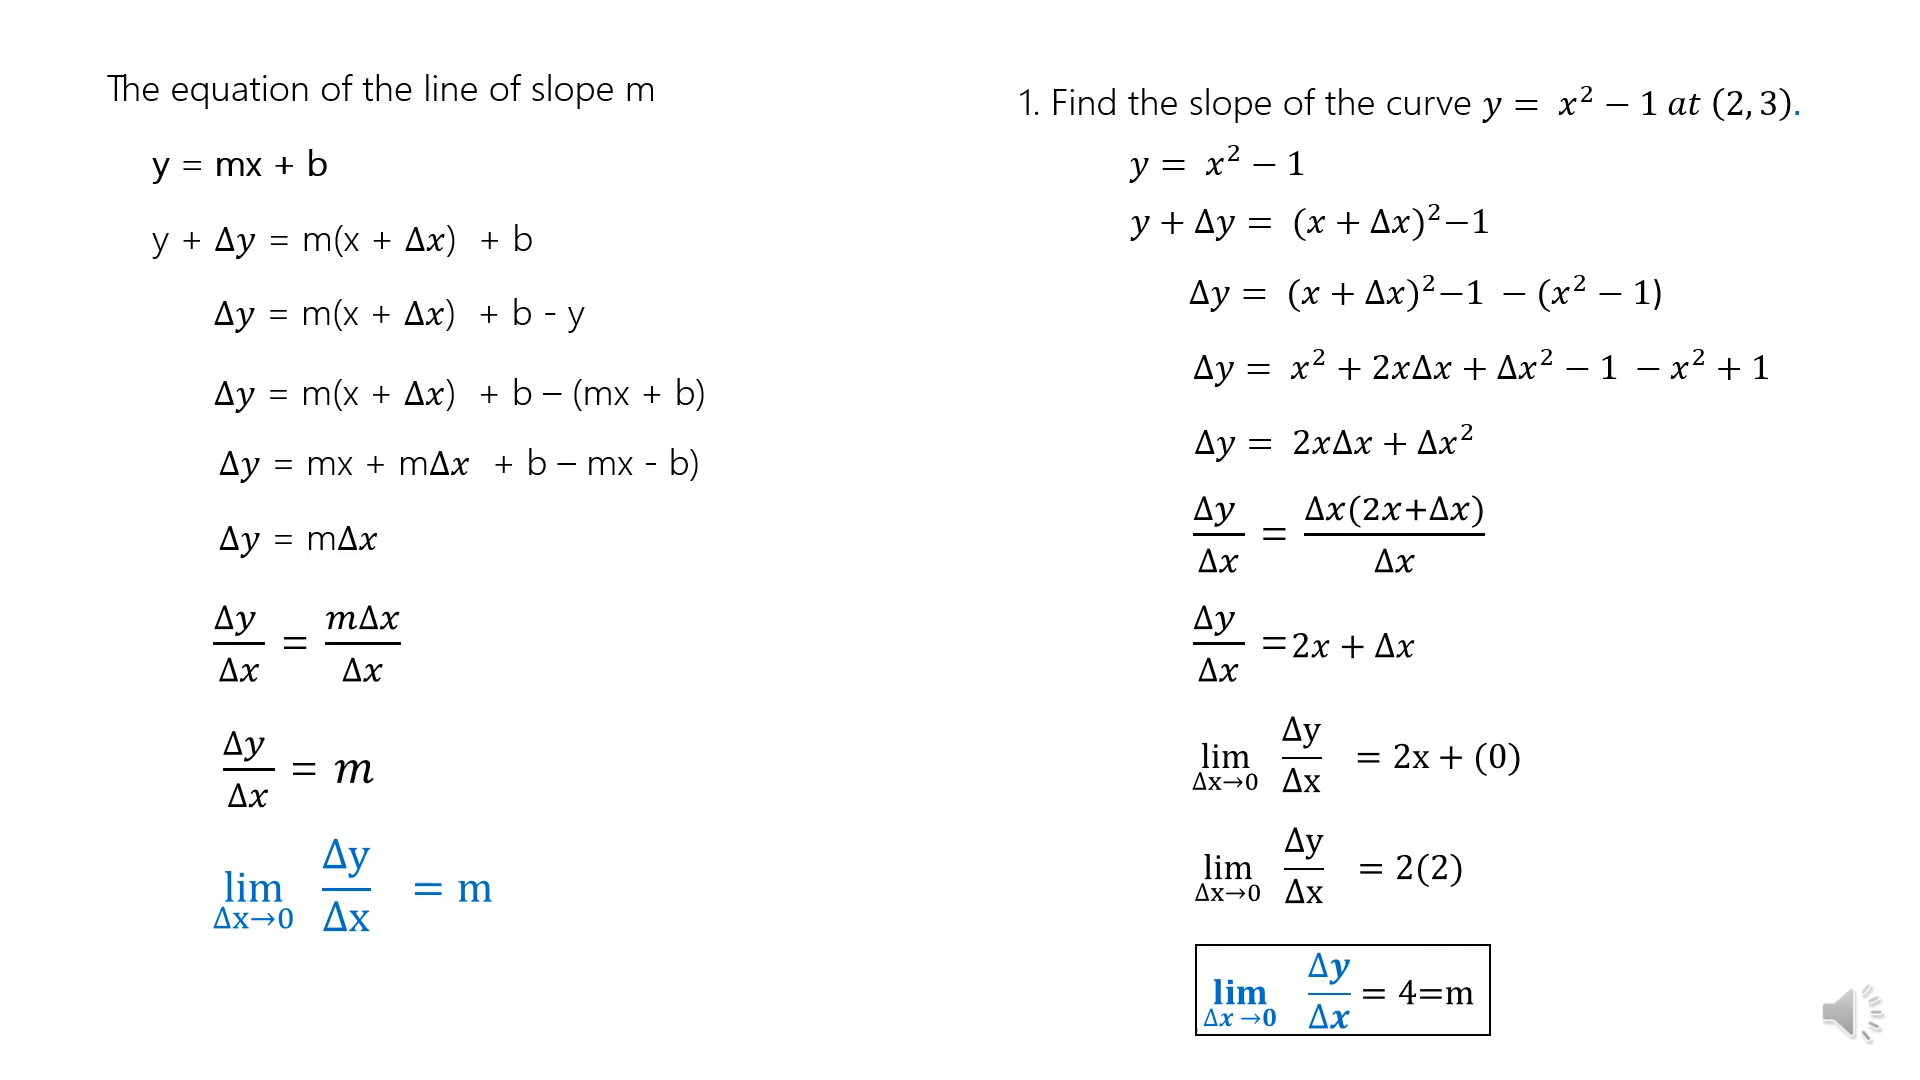 The equation of the line of slope m
y = mx + b
y + Δy = m(x + Δx) + b
Δy = m(x + Δx) + b - y
Δy = m(x + Δx) + b – (mx + b)
Δy = mx + mΔx + b – mx - b)
Δy = mΔx
Δy/Δx = mΔx/Δx
Δy/Δx = m
lim Δx→0 Δy/Δx = m
1. Find the slope of the curve y = x² − 1 at (2, 3).
y = x² − 1
y + Δy = (x + Δx)²−1
Δy = (x + Δx)²−1 − (x² − 1)
Δy = x² + 2xΔx + Δx² − 1 − x² + 1
Δy = 2xΔx + Δx²
Δy/Δx = Δx(2x+Δx)/Δx
Δy/Δx =2x + Δx
lim Δx→0 Δy/Δx = 2x + (0)
lim Δx→0 Δy/Δx = 2(2)
lim Δx→0 Δy/Δx = 4=m